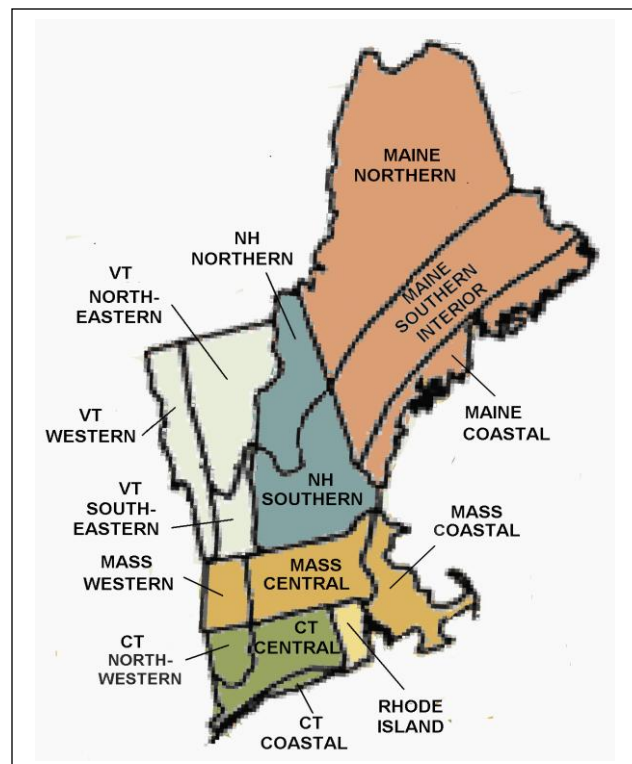 MAINE
NORTHERN
NH
NORTHERN
VT
NORTH-
EASTERN
MAINE
SOUTHERN
INTERIOR
VT
WESTERN
MAINE
COASTAL
VT
SOUTH-
EASTERN
NH
SOUTHERN
MASS
COASTAL
MASS
WESTERN
MASS
CENTRAL
CT
NORTH-
WESTERN
CT
CENTRAL
RHODE
ISLAND
CT
COASTAL